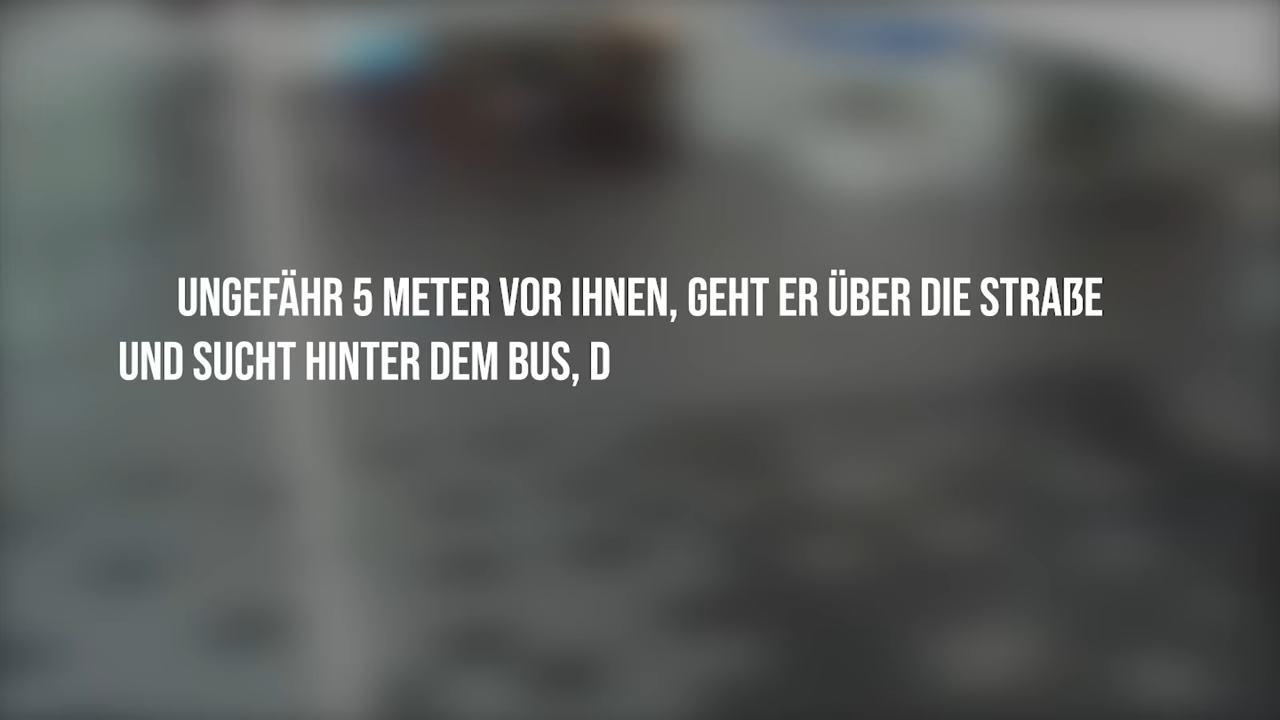 UNGEFÄHR 5 METER VOR IHNEN, GEHT ER ÜBER DIE STRAßE
UND SUCHT HINTER DEM BUS, D